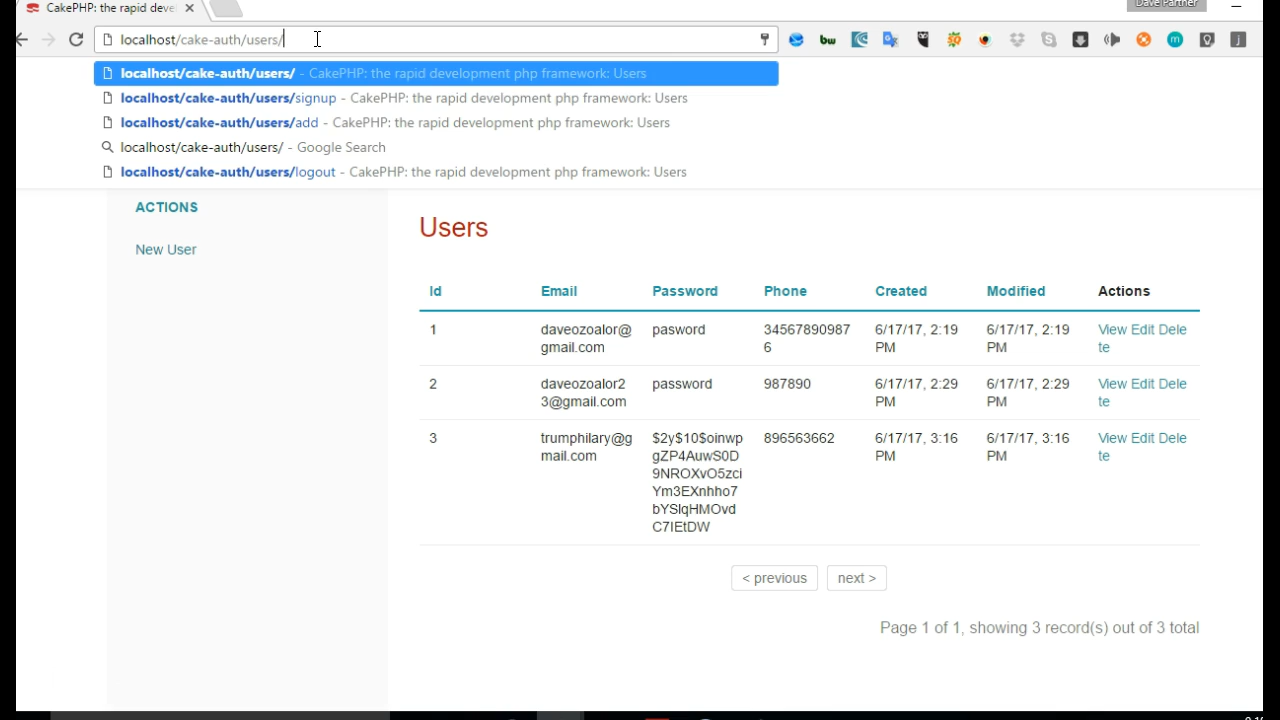 CakePHP: the rapid deve
Dave Partner
localhost/cake-auth/users/
localhost/cake-auth/users/ - CakePHP: the rapid development php framework: Users
localhost/cake-auth/users/signup - CakePHP: the rapid development php framework: Users
localhost/cake-auth/users/add - CakePHP: the rapid development php framework: Users
localhost/cake-auth/users/ - Google Search
localhost/cake-auth/users/logout - CakePHP: the rapid development php framework: Users
ACTIONS
New User
Users
Id Email Password Phone Created Modified Actions
1 daveozoalor@ pasword 34567890987 6/17/17, 2:19 6/17/17, 2:19 View Edit Dele
gmail.com 6 PM PM te
2 daveozoalor2 password 987890 6/17/17, 2:29 6/17/17, 2:29 View Edit Dele
3@gmail.com PM PM te
3 trumphilary@g $2y$10$oinwp 896563662 6/17/17, 3:16 6/17/17, 3:16 View Edit Dele
mail.com gZP4AuwS0D PM PM te
9NROXvO5zci
Ym3EXnhho7
bYSlqHMOvd
C7IEtDW
< previous next >
Page 1 of 1, showing 3 record(s) out of 3 total